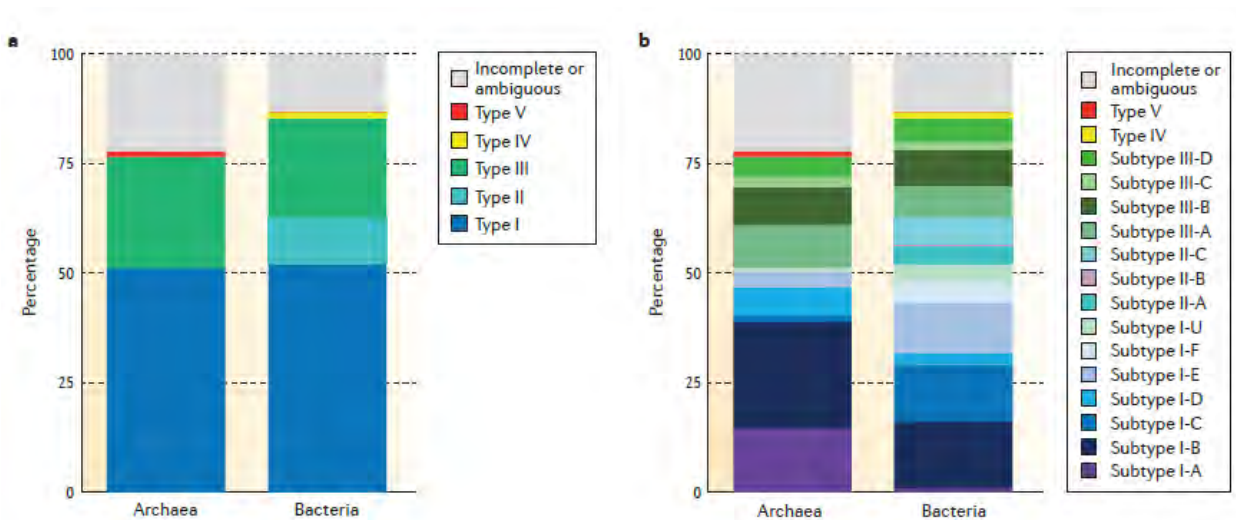 a
Percentage
100
75
50
25
0
Archaea
Bacteria
Incomplete or
ambiguous
Type V
Type IV
Type III
Type II
Type I
b
Percentage
100
75
50
25
0
Archaea
Bacteria
Incomplete or
ambiguous
Type V
Type IV
Subtype III-D
Subtype III-C
Subtype III-B
Subtype III-A
Subtype II-C
Subtype II-B
Subtype II-A
Subtype I-U
Subtype I-F
Subtype I-E
Subtype I-D
Subtype I-C
Subtype I-B
Subtype I-A